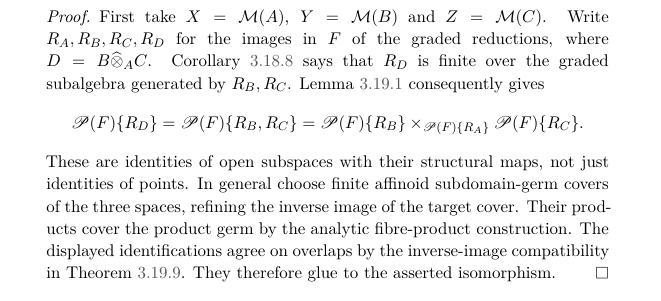 Proof. First take X = M(A), Y = M(B) and Z = M(C). Write
R_A, R_B, R_C, R_D for the images in F of the graded reductions, where
D = B⊗̂_AC. Corollary 3.18.8 says that R_D is finite over the graded
subalgebra generated by R_B, R_C. Lemma 3.19.1 consequently gives
𝒫(F){R_D} = 𝒫(F){R_B, R_C} = 𝒫(F){R_B} ×_{𝒫(F){R_A}} 𝒫(F){R_C}.
These are identities of open subspaces with their structural maps, not just
identities of points. In general choose finite affinoid subdomain-germ covers
of the three spaces, refining the inverse image of the target cover. Their prod-
ucts cover the product germ by the analytic fibre-product construction. The
displayed identifications agree on overlaps by the inverse-image compatibility
in Theorem 3.19.9. They therefore glue to the asserted isomorphism. □